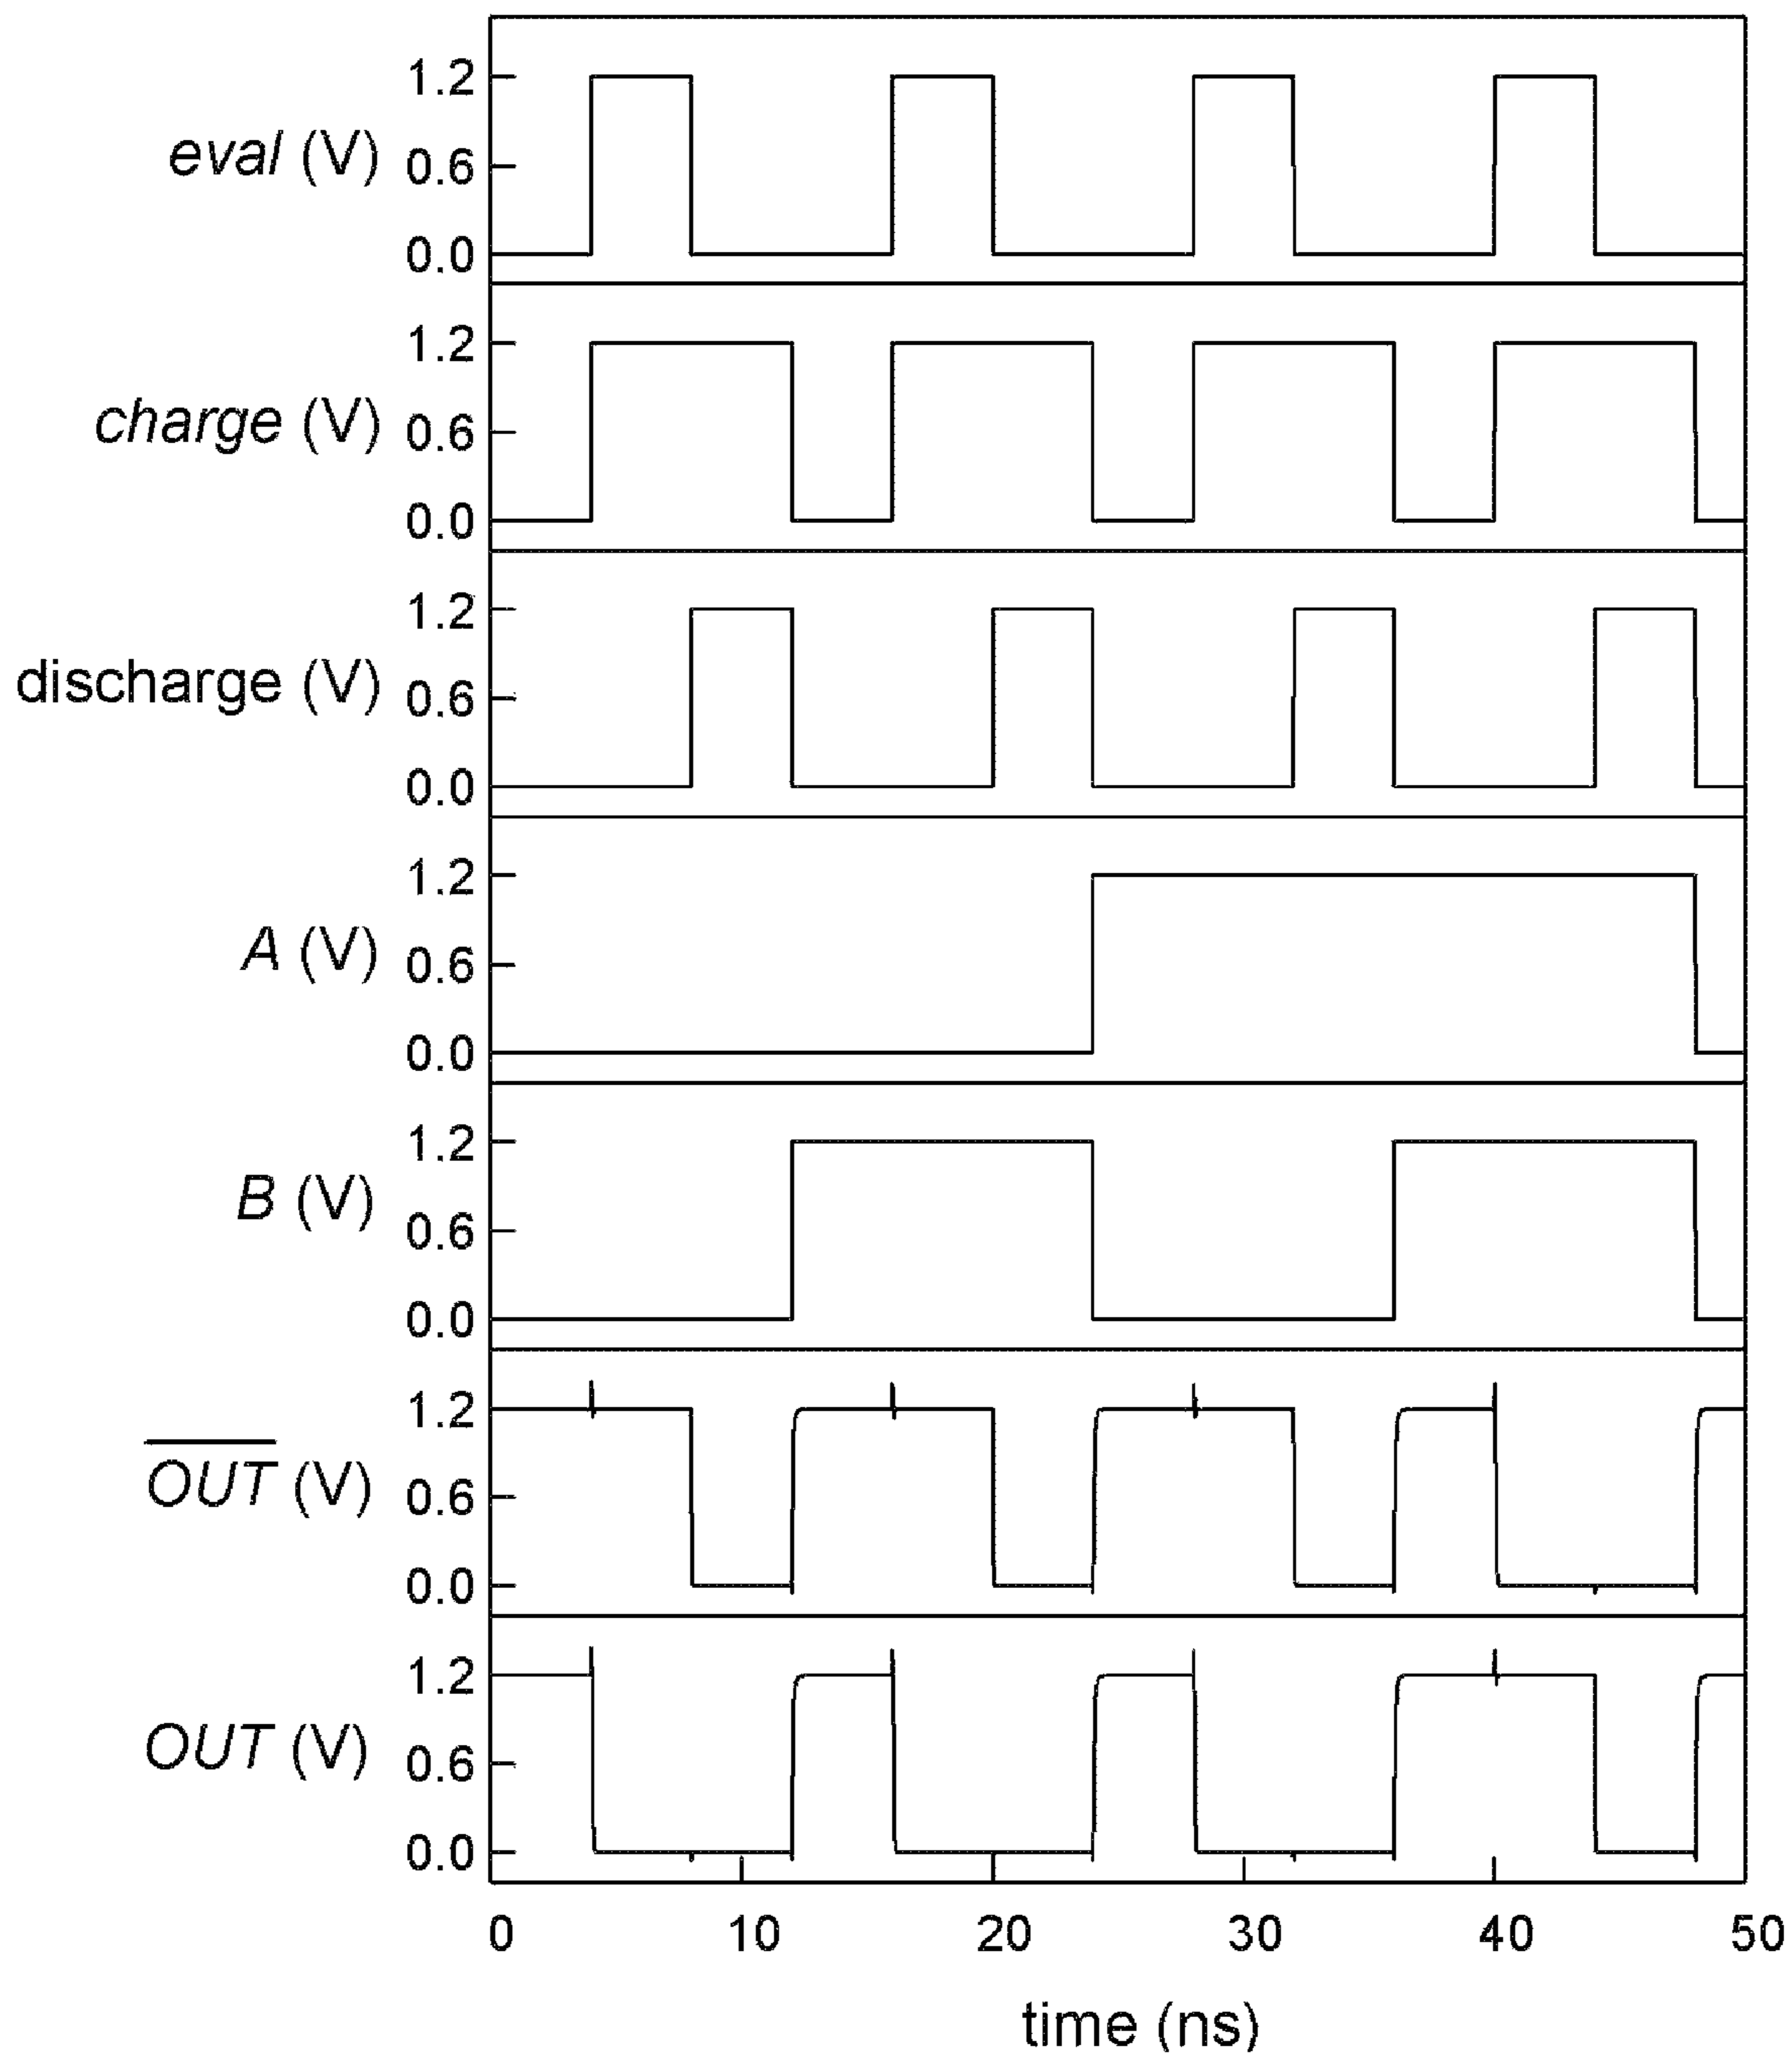 1.2
eval (V) 0.6
0.0
1.2
charge (V) 0.6
0.0
1.2
discharge (V) 0.6
0.0
1.2
A (V) 0.6
0.0
1.2
B (V) 0.6
0.0
1.2
O̅U̅T̅ (V) 0.6
0.0
1.2
OUT (V) 0.6
0.0
0 10 20 30 40 50
time (ns)